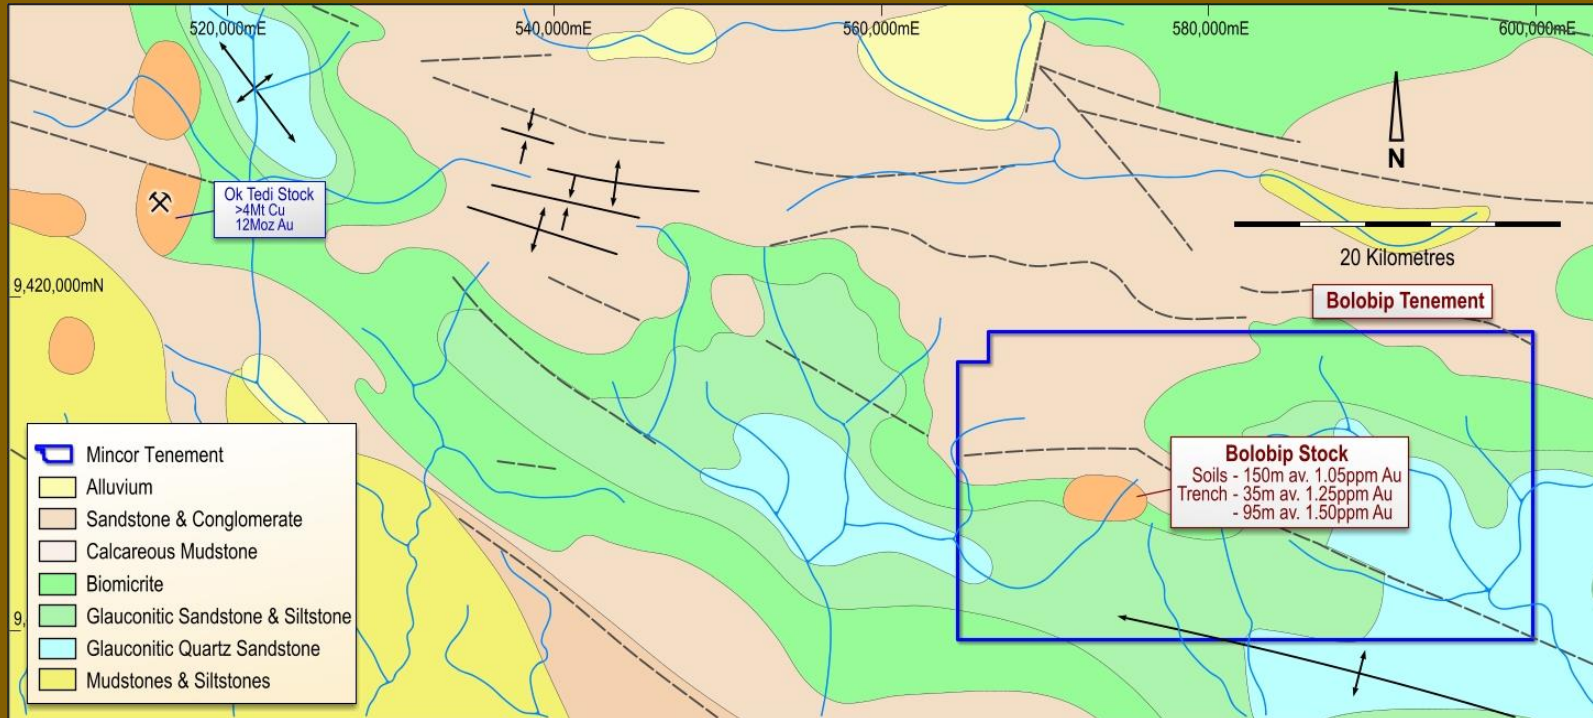 520,000mE
540,000mE
560,000mE
580,000mE
600,000mE
N
Ok Tedi Stock
>4Mt Cu
12Moz Au
20 Kilometres
9,420,000mN
Bolobip Tenement
Bolobip Stock
Soils - 150m av. 1.05ppm Au
Trench - 35m av. 1.25ppm Au
- 95m av. 1.50ppm Au
Mincor Tenement
Alluvium
Sandstone & Conglomerate
Calcareous Mudstone
Biomicrite
9,
Glauconitic Sandstone & Siltstone
Glauconitic Quartz Sandstone
Mudstones & Siltstones